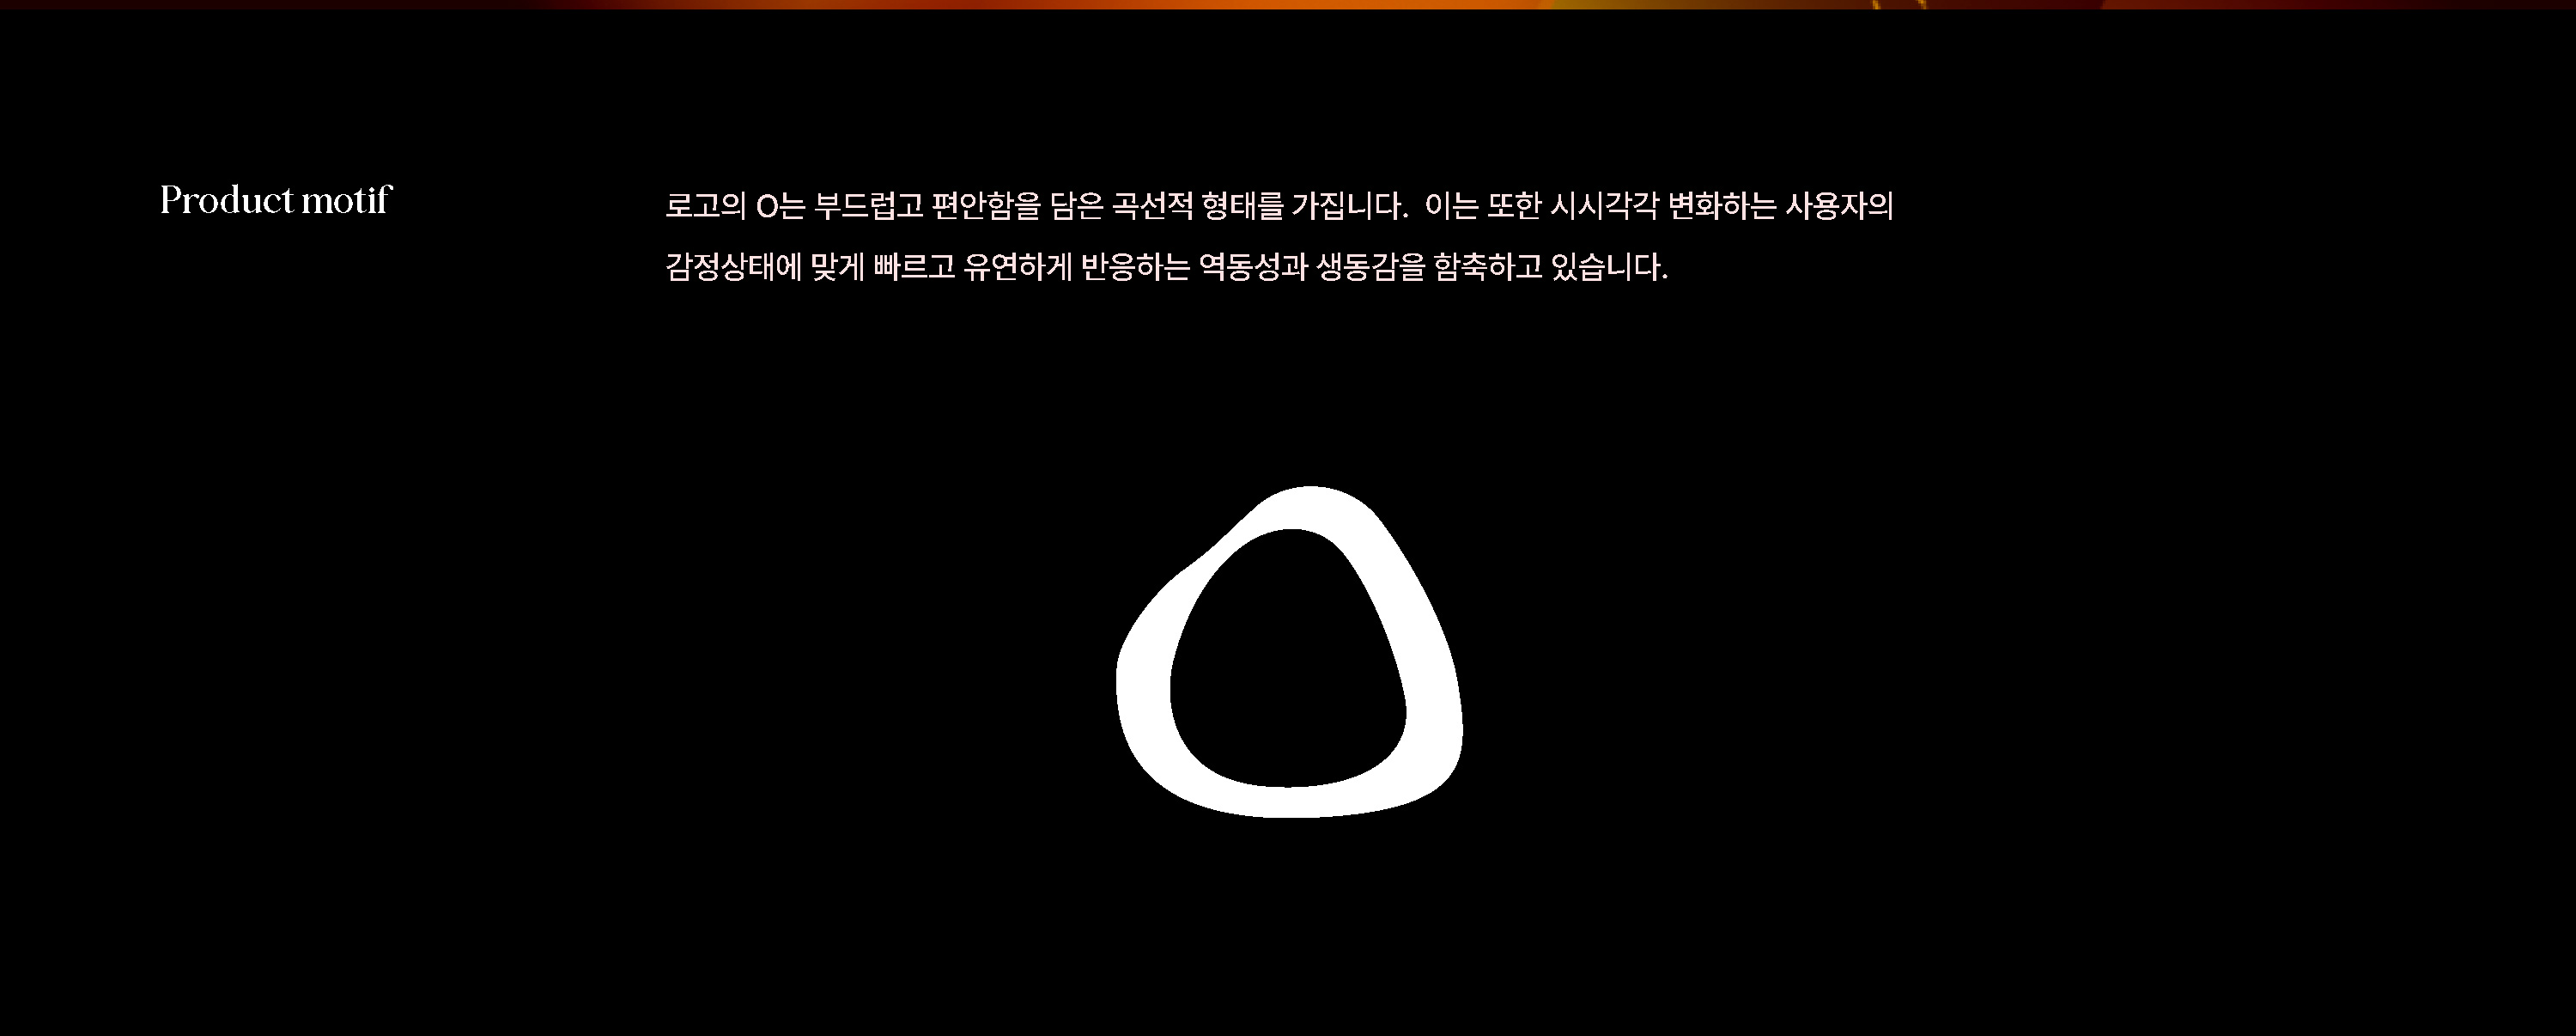 Product motif
로고의 O는 부드럽고 편안함을 담은 곡선적 형태를 가집니다.  이는 또한 시시각각 변화하는 사용자의
감정상태에 맞게 빠르고 유연하게 반응하는 역동성과 생동감을 함축하고 있습니다.